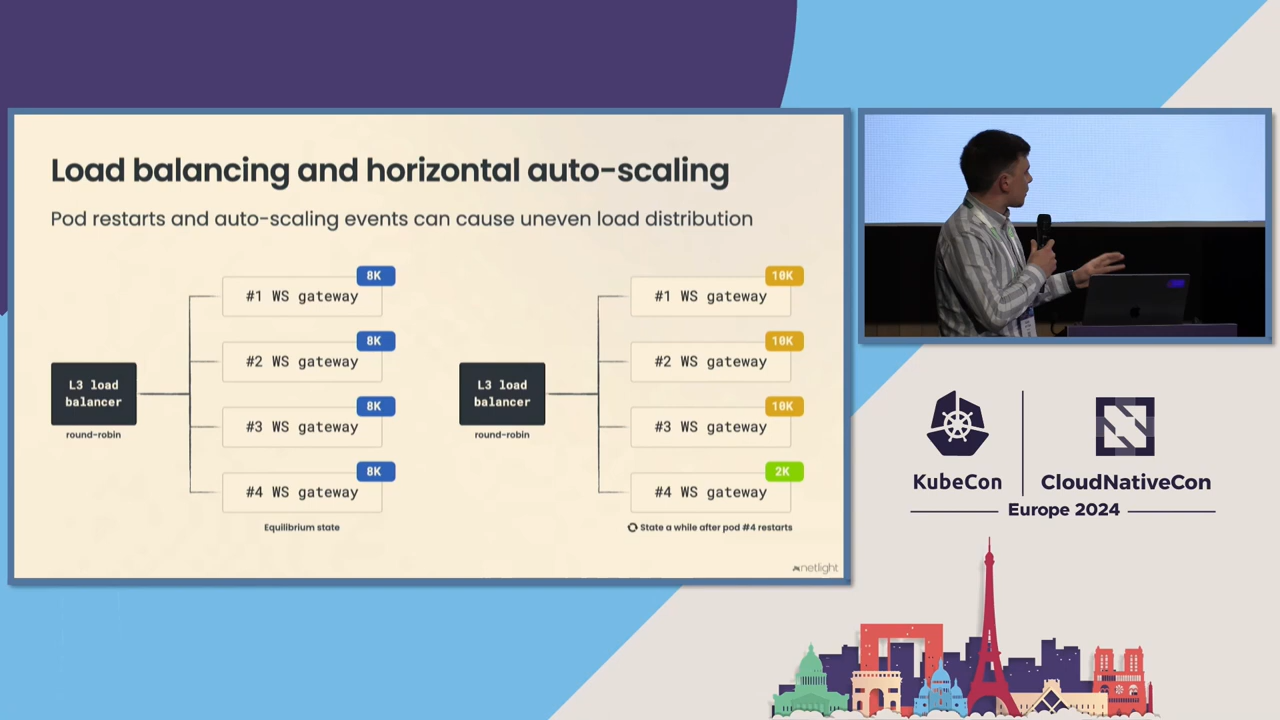 Load balancing and horizontal auto-scaling
Pod restarts and auto-scaling events can cause uneven load distribution
L3 load
balancer
round-robin
8K
#1 WS gateway
8K
#2 WS gateway
8K
#3 WS gateway
8K
#4 WS gateway
Equilibrium state
L3 load
balancer
round-robin
10K
#1 WS gateway
10K
#2 WS gateway
10K
#3 WS gateway
2K
#4 WS gateway
State a while after pod #4 restarts
netlight
KubeCon
CloudNativeCon
Europe 2024